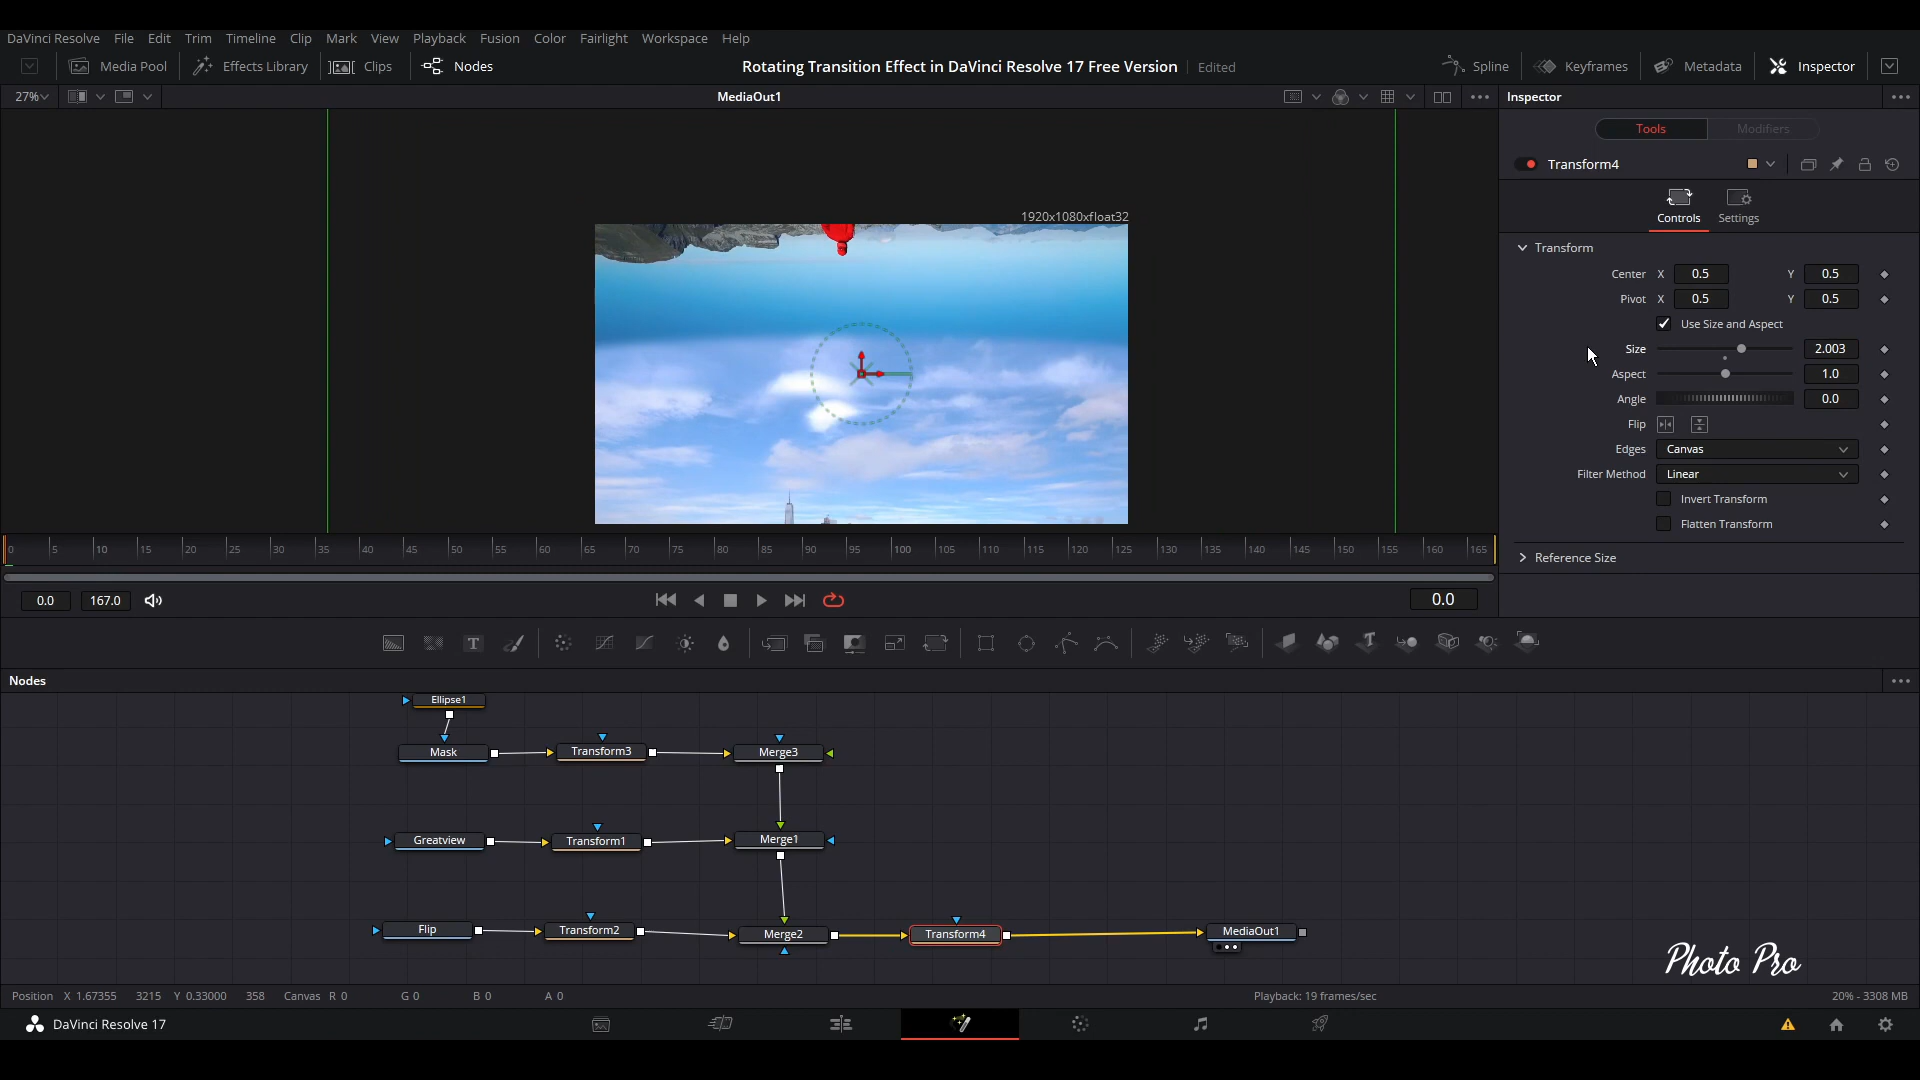 DaVinci Resolve File Edit Trim Timeline Clip Mark View Playback Fusion Color Fairlight Workspace Help
Media Pool Effects Library Clips Nodes Rotating Transition Effect in DaVinci Resolve 17 Free Version Edited Spline Keyframes Metadata Inspector
27% MediaOut1 Inspector
Tools Modifiers
Transform4
Controls Settings
1920x1080xfloat32
Transform
Center X 0.5 Y 0.5
Pivot X 0.5 Y 0.5
Use Size and Aspect
Size 2.003
Aspect 1.0
Angle 0.0
Flip
Edges Canvas
Filter Method Linear
Invert Transform
Flatten Transform
Reference Size
0 5 10 15 20 25 30 35 40 45 50 55 60 65 70 75 80 85 90 95 100 105 110 115 120 125 130 135 140 145 150 155 160 165
0.0 167.0 0.0
T T
Nodes
Ellipse1
Mask Transform3 Merge3
Greatview Transform1 Merge1
Flip Transform2 Merge2 Transform4 MediaOut1
Photo Pro
Position X 1.67355 3215 Y 0.33000 358 Canvas R 0 G 0 B 0 A 0 Playback: 19 frames/sec 20% - 3308 MB
DaVinci Resolve 17